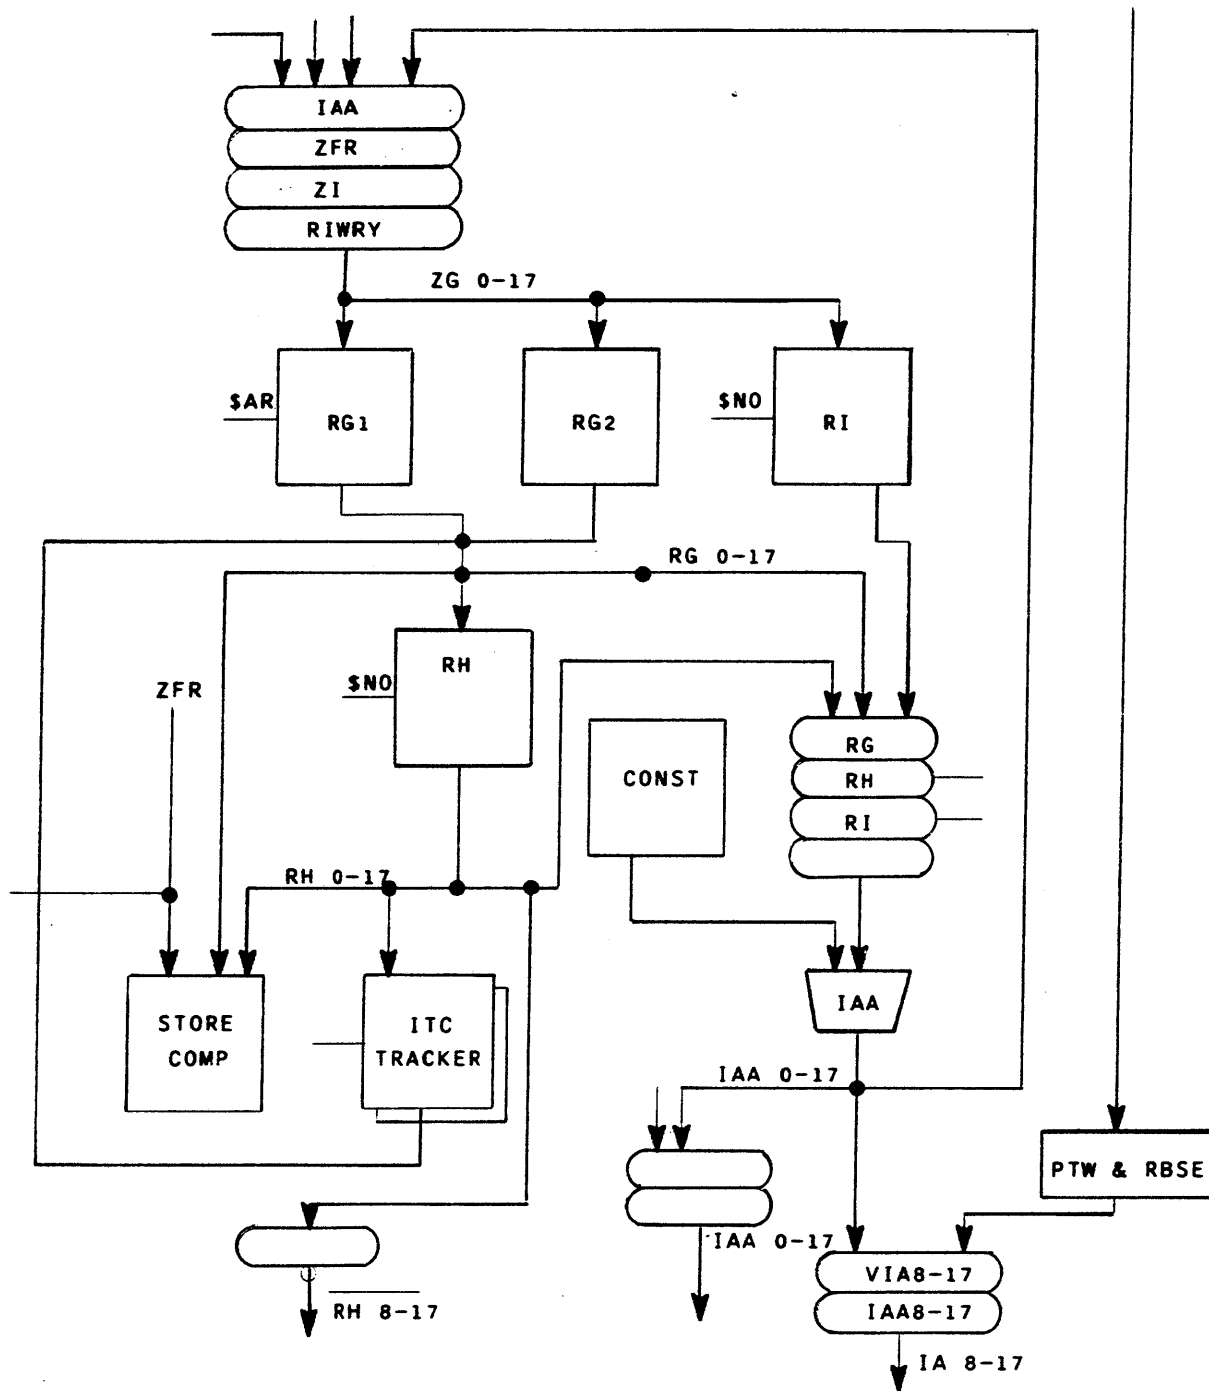 IAA
ZFR
ZI
RIWRY
ZG 0-17
$AR
RG1
RG2
$NO
RI
RG 0-17
RH
$NO
ZFR
RG
CONST
RH
RI
RH 0-17
IAA
STORE
COMP
ITC
TRACKER
IAA 0-17
PTW & RBSE
IAA 0-17
VIA8-17
RH 8-17
IAA8-17
IA 8-17